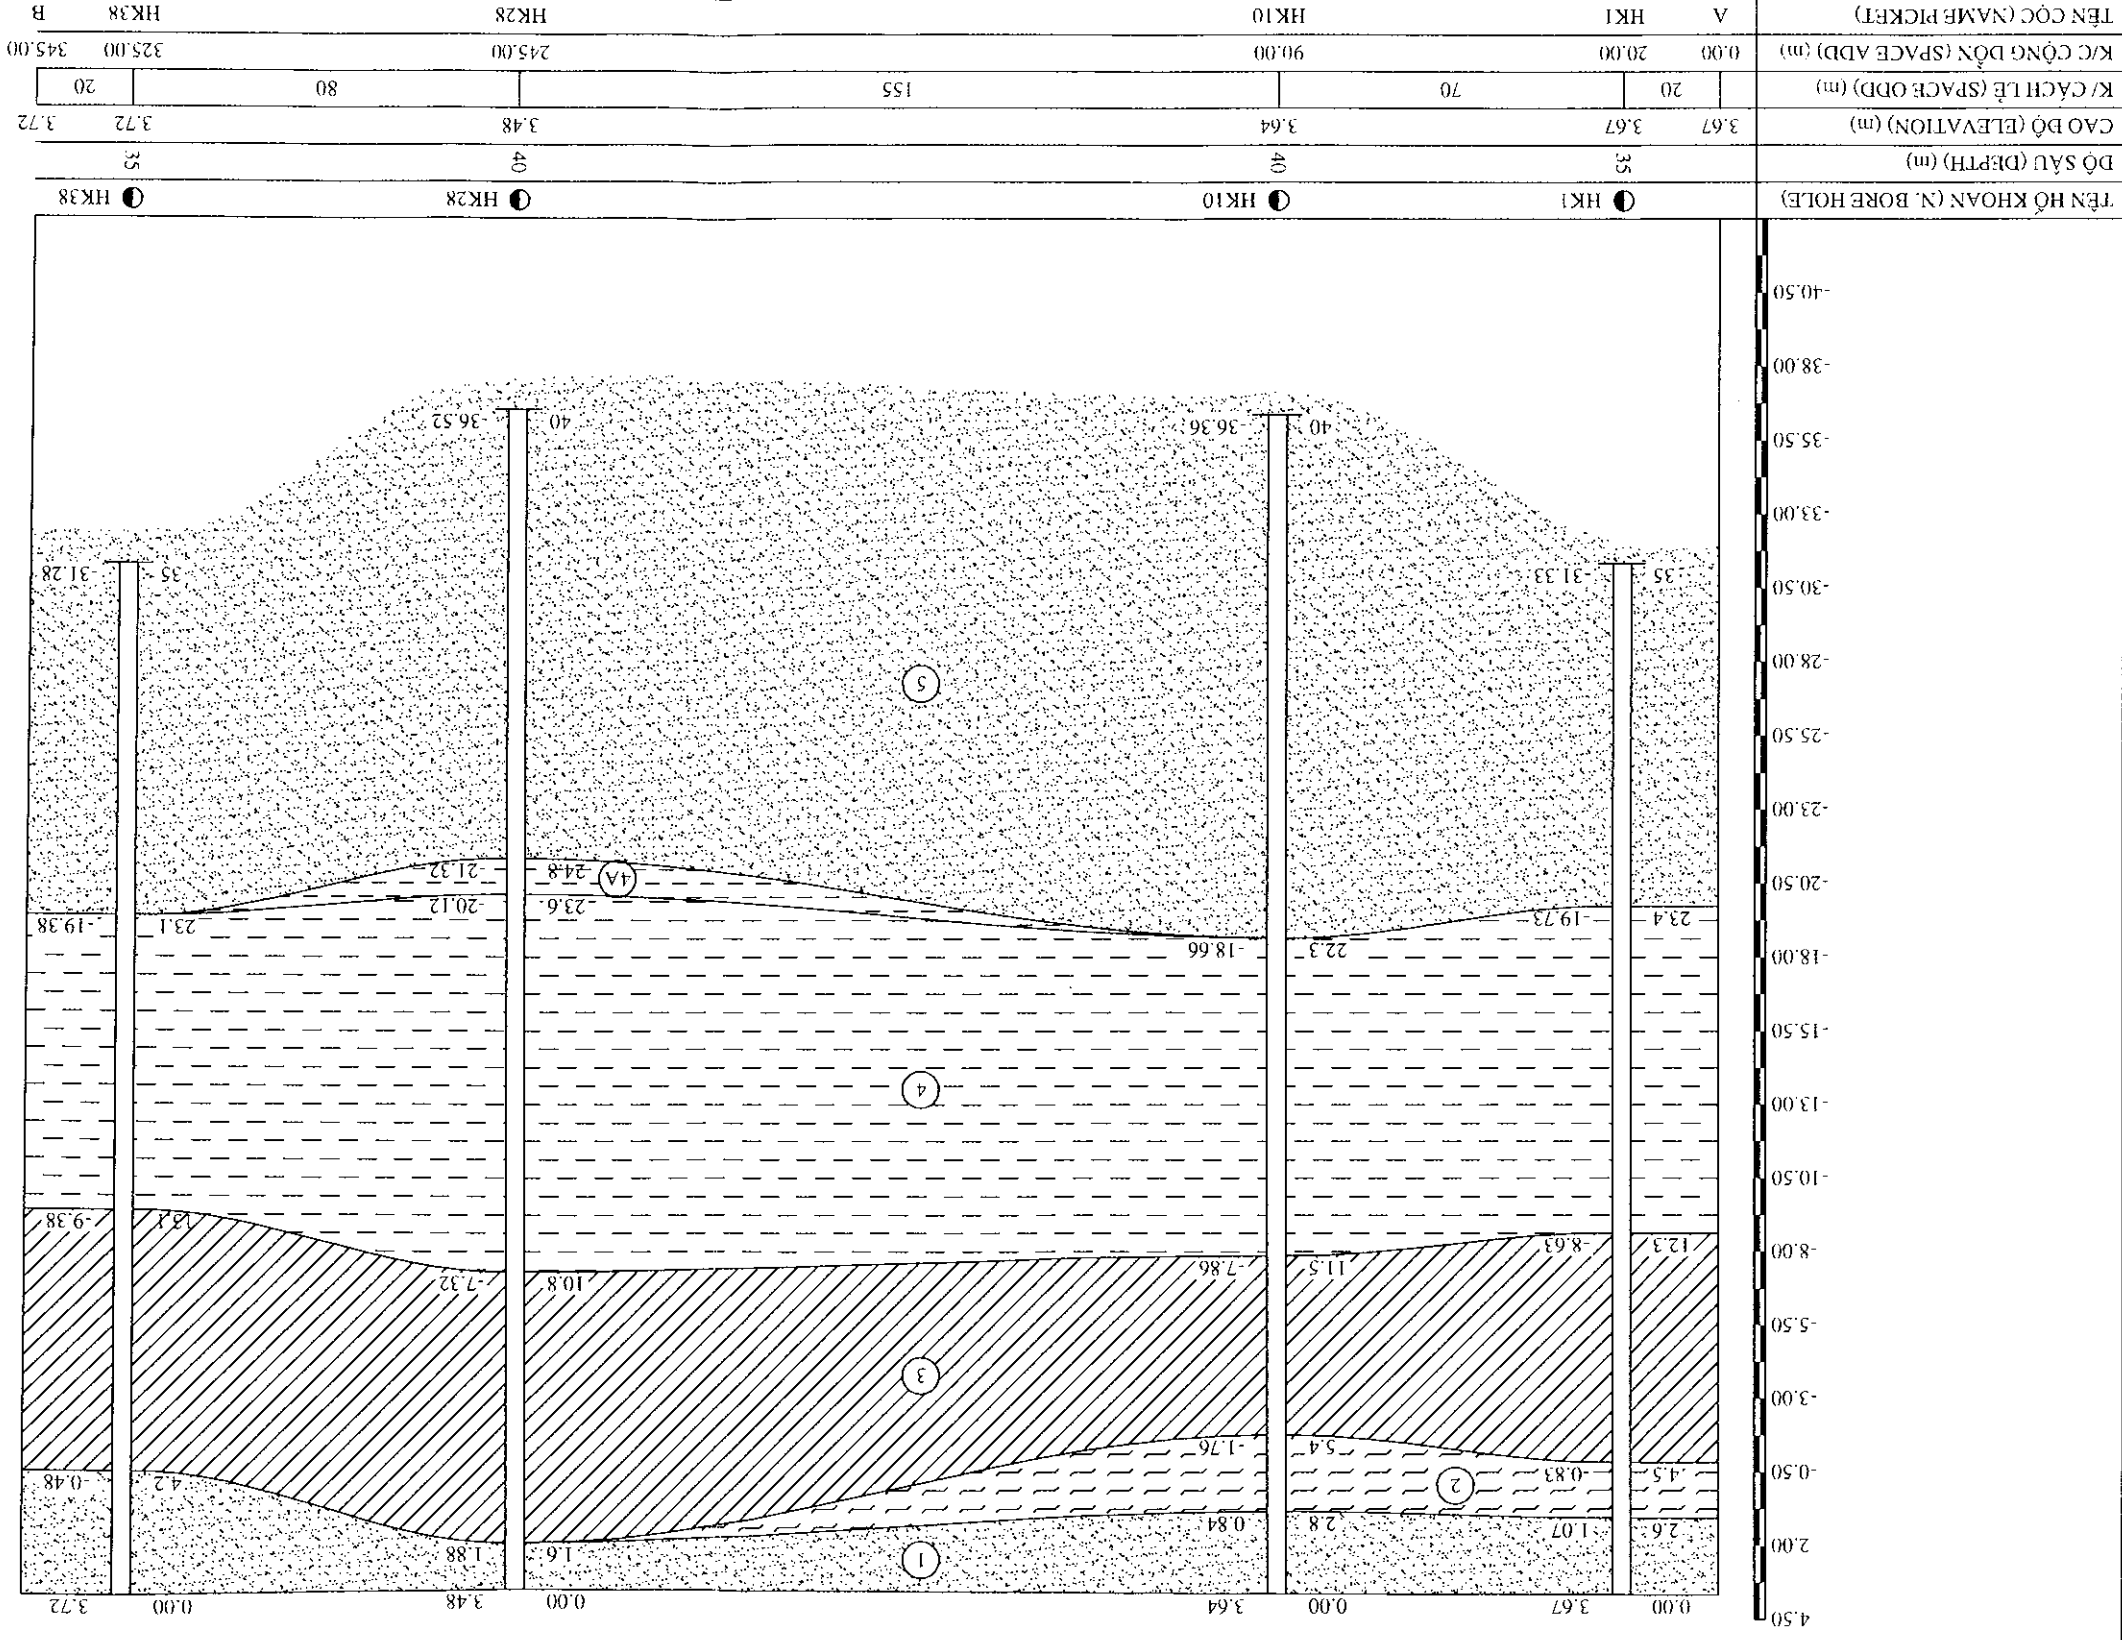 4.50
2.00
-0.50
-3.00
-5.50
-8.00
-10.50
-13.00
-15.50
-18.00
-20.50
-23.00
-25.50
-28.00
-30.50
-33.00
-35.50
-38.00
-40.50
0.00 3.67 0.00 3.64 0.00 3.48 0.00 3.72
1
2.6 1.07 2.8 0.84 1.6 1.88
2
4.5 -0.83 5.4 -1.76 4.2 -0.48
3
12.3 -8.63 11.5 -7.86 10.8 -7.32 13.1 -9.38
4
23.4 -19.73 22.3 -18.66 23.6 -20.12 23.1 -19.38
4A
24.8 -21.32
5
35 -31.33 40 -36.36 40 -36.52 35 -31.28
TÊN HỐ KHOAN (N. BORE HOLE) HK1 HK10 HK28 HK38
ĐỘ SÂU (DEPTH) (m) 35 40 40 35
CAO ĐỘ (ELEVATION) (m) 3.67 3.67 3.64 3.48 3.72 3.72
K/ CÁCH LẺ (SPACE ODD) (m) 20 70 155 80 20
K/C CỘNG DỒN (SPACE ADD) (m) 0.00 20.00 90.00 245.00 325.00 345.00
TÊN CỌC (NAME PICKET) A HK1 HK10 HK28 HK38 B